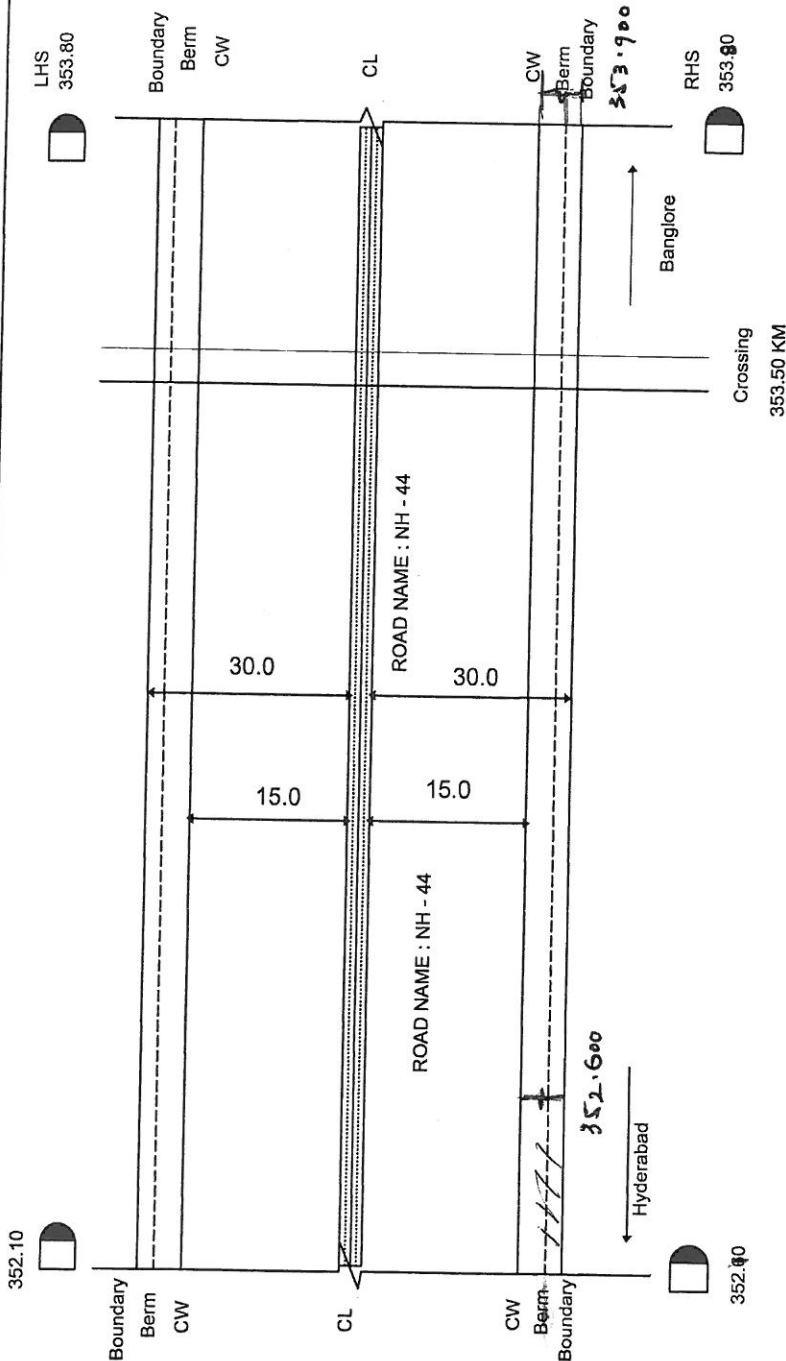 LHS
353.80
Boundary
Berm
CW
CL
CW
Berm
Boundary
353.900
RHS
Banglore
Crossing
353.50 KM
ROAD NAME : NH - 44
30.0
30.0
15.0
15.0
ROAD NAME : NH - 44
352.600
Hyderabad
352.10
Boundary
Berm
CW
CL
CW
Berm
Boundary